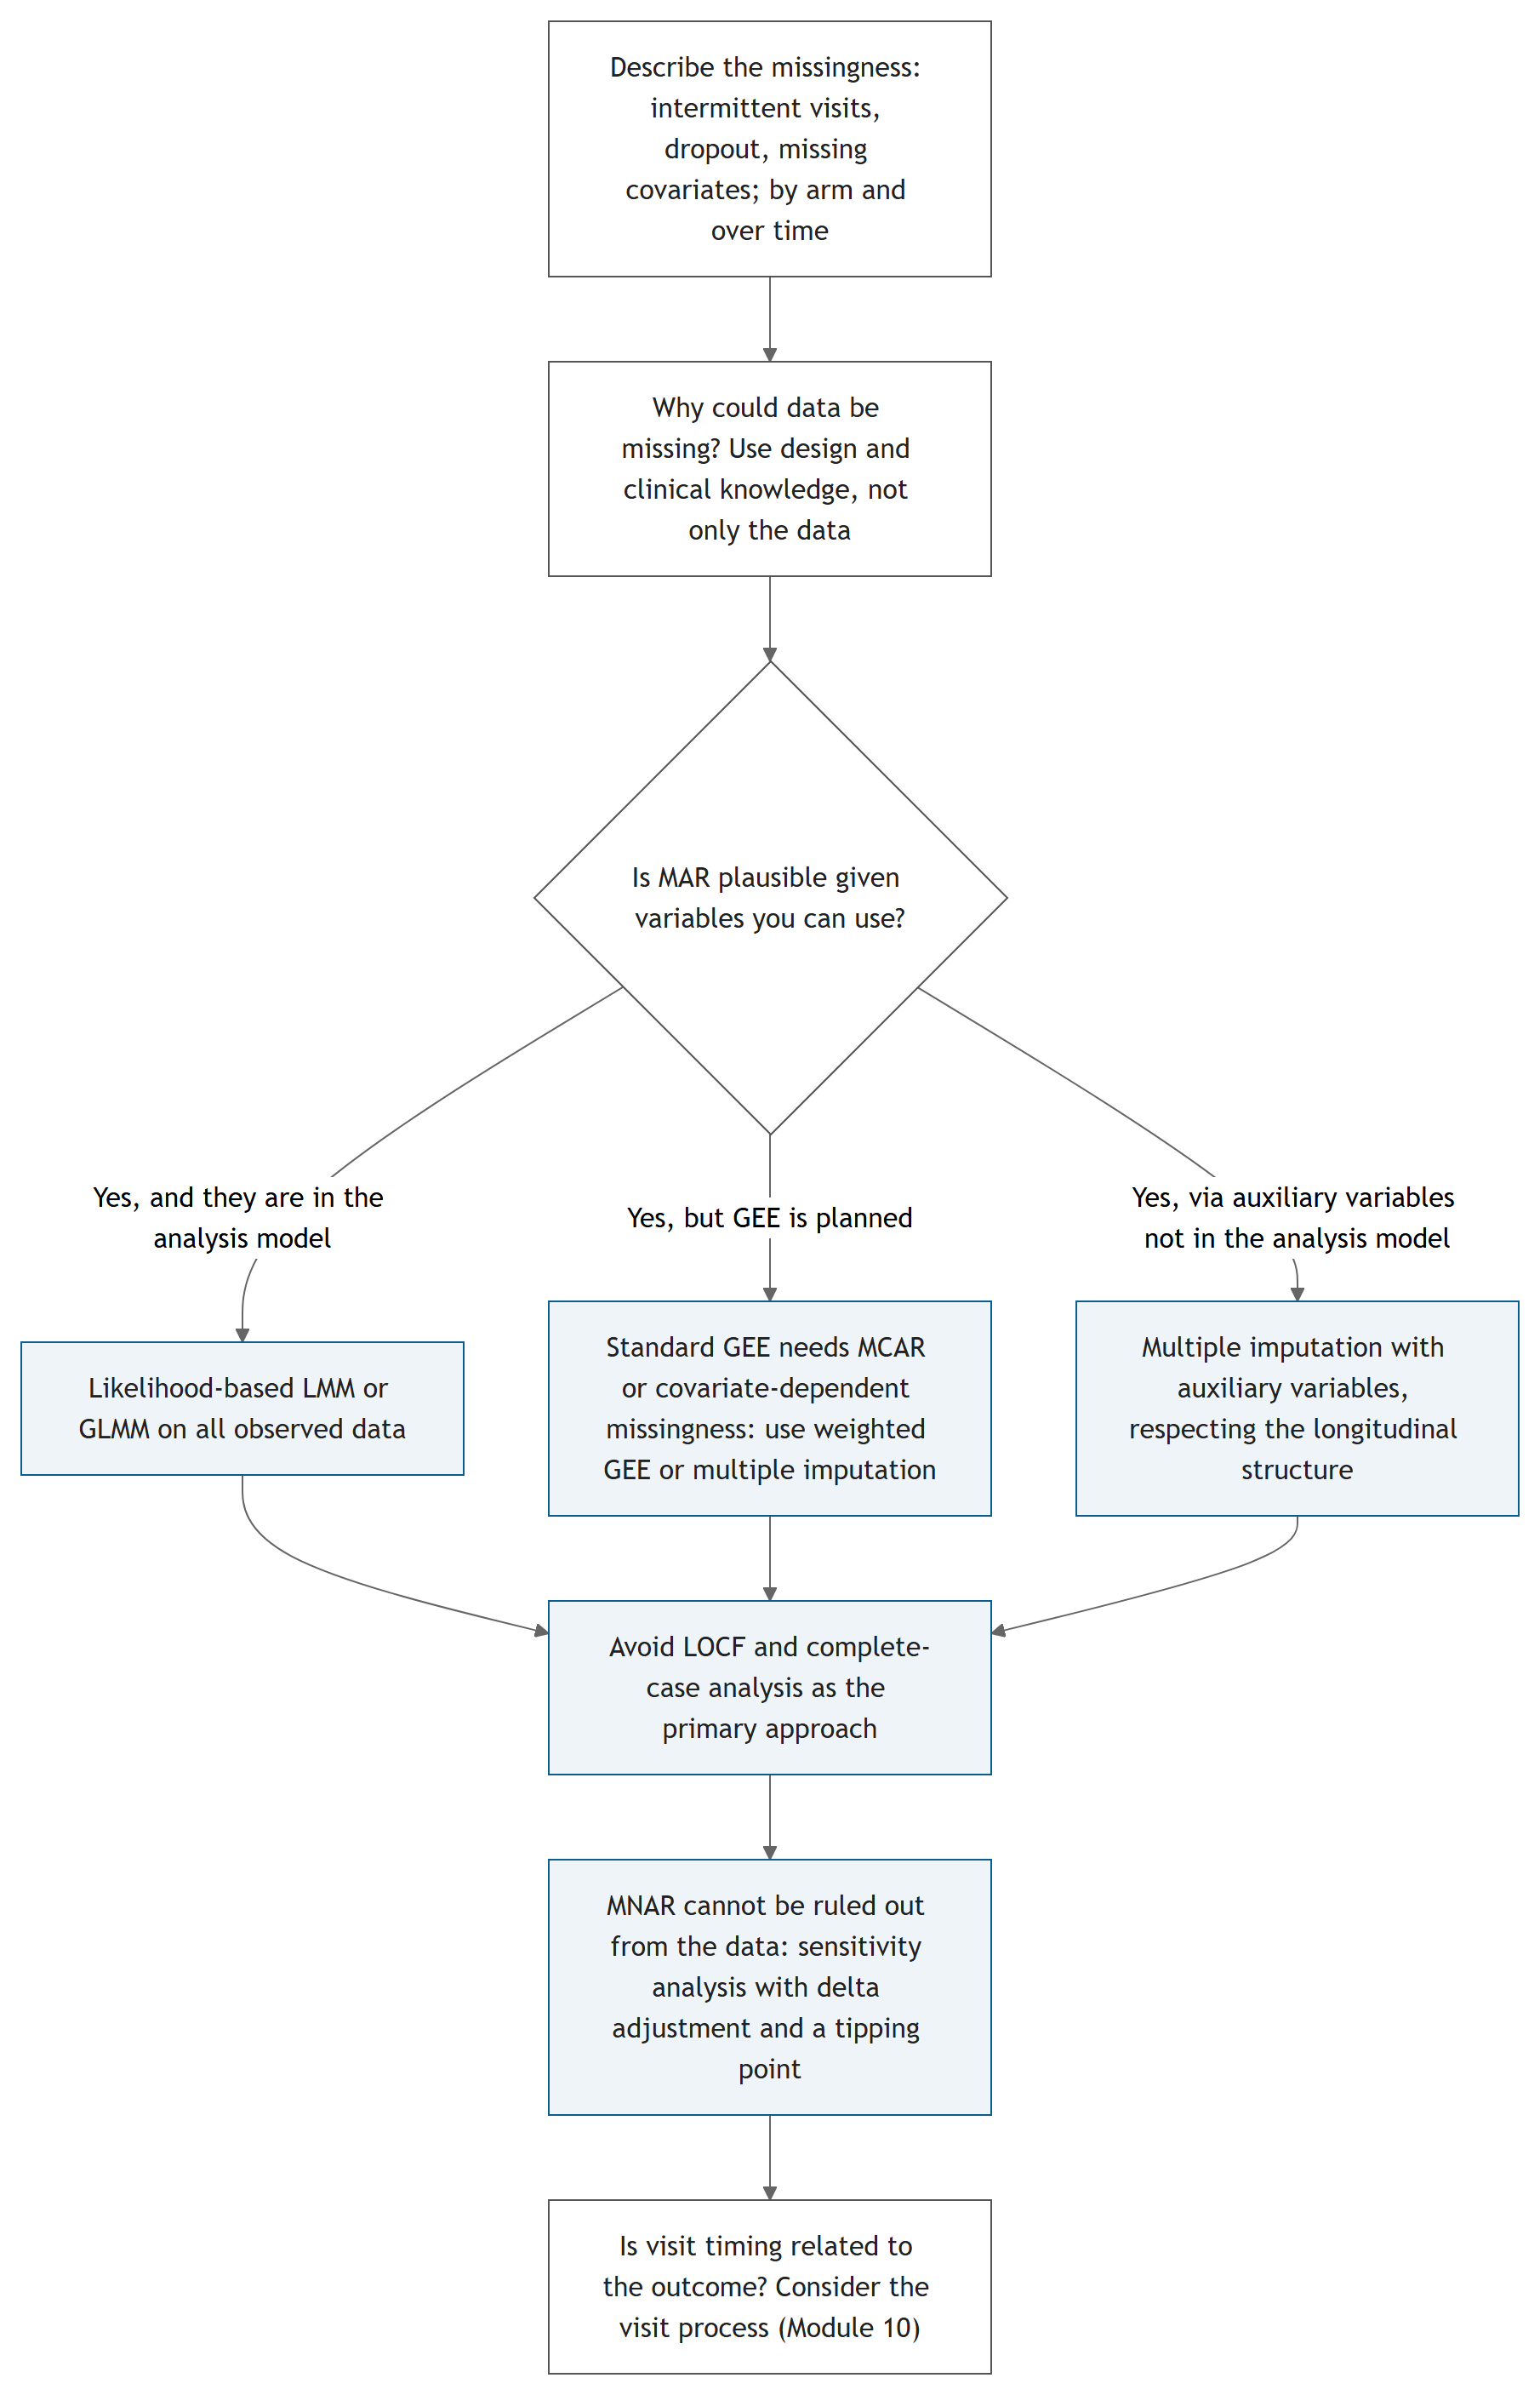 Describe the missingness:
intermittent visits,
dropout, missing
covariates; by arm and
over time
Why could data be
missing? Use design and
clinical knowledge, not
only the data
Is MAR plausible given
variables you can use?
Yes, and they are in the
analysis model
Yes, but GEE is planned
Yes, via auxiliary variables
not in the analysis model
Likelihood-based LMM or
GLMM on all observed data
Standard GEE needs MCAR
or covariate-dependent
missingness: use weighted
GEE or multiple imputation
Multiple imputation with
auxiliary variables,
respecting the longitudinal
structure
Avoid LOCF and complete-
case analysis as the
primary approach
MNAR cannot be ruled out
from the data: sensitivity
analysis with delta
adjustment and a tipping
point
Is visit timing related to
the outcome? Consider the
visit process (Module 10)